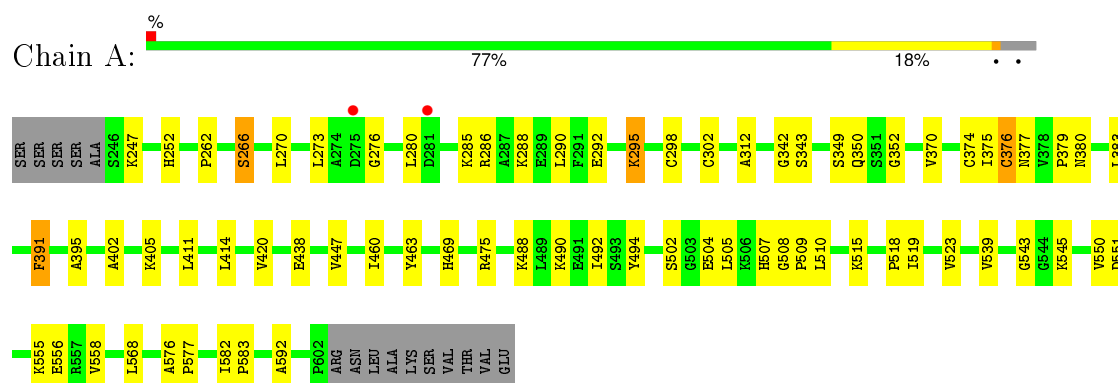 %
Chain A:
77% 18% • •
SER SER SER SER ALA S246 K247 H252 P262 S266 L270 L273 A274 D275 G276 L280 D281 K285 R286 A287 K288 E289 L290 F291 E292 K295 C298 C302 A312 G342 S343 S349 Q350 S351 G352 V370 C374 I375 C376 N377 V378 P379 N380
F391 A395 A402 K405 L411 L414 V420 E438 V447 I460 Y463 H469 R475 K488 L489 K490 E491 I492 S493 Y494 S502 G503 E504 L505 K506 H507 G508 P509 L510 K515 P518 I519 V523 V539 G543 G544 K545 V550 D551
K555 E556 R557 V558 L568 A576 P577 I582 P583 A592 P602 ARG ASN LEU ALA LYS SER VAL THR VAL GLU